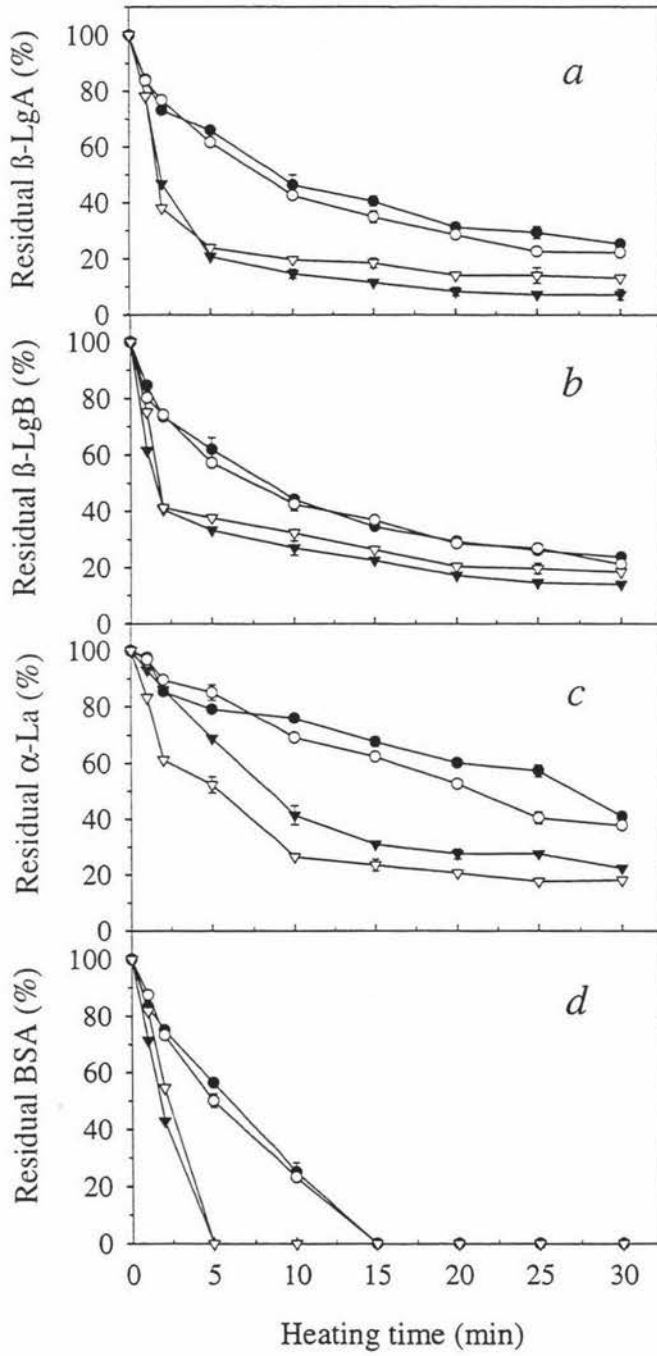 Residual ß-LgA (%)
100
80
60
40
20
0
a
Residual ß-LgB (%)
100
80
60
40
20
0
b
Residual α-La (%)
100
80
60
40
20
0
c
Residual BSA (%)
100
80
60
40
20
0
d
0 5 10 15 20 25 30
Heating time (min)